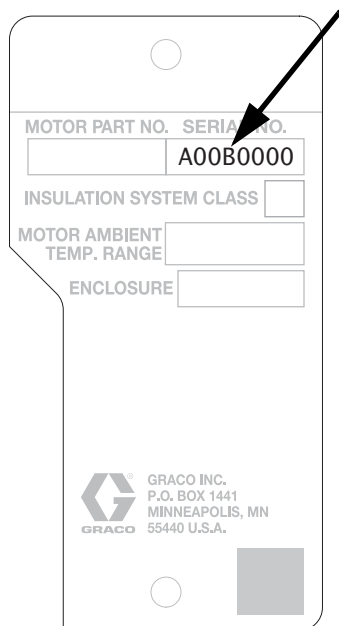 MOTOR PART NO. SERIAL NO.
A00B0000
INSULATION SYSTEM CLASS
MOTOR AMBIENT
TEMP. RANGE
ENCLOSURE
GRACO
GRACO INC.
P.O. BOX 1441
MINNEAPOLIS, MN
55440 U.S.A.